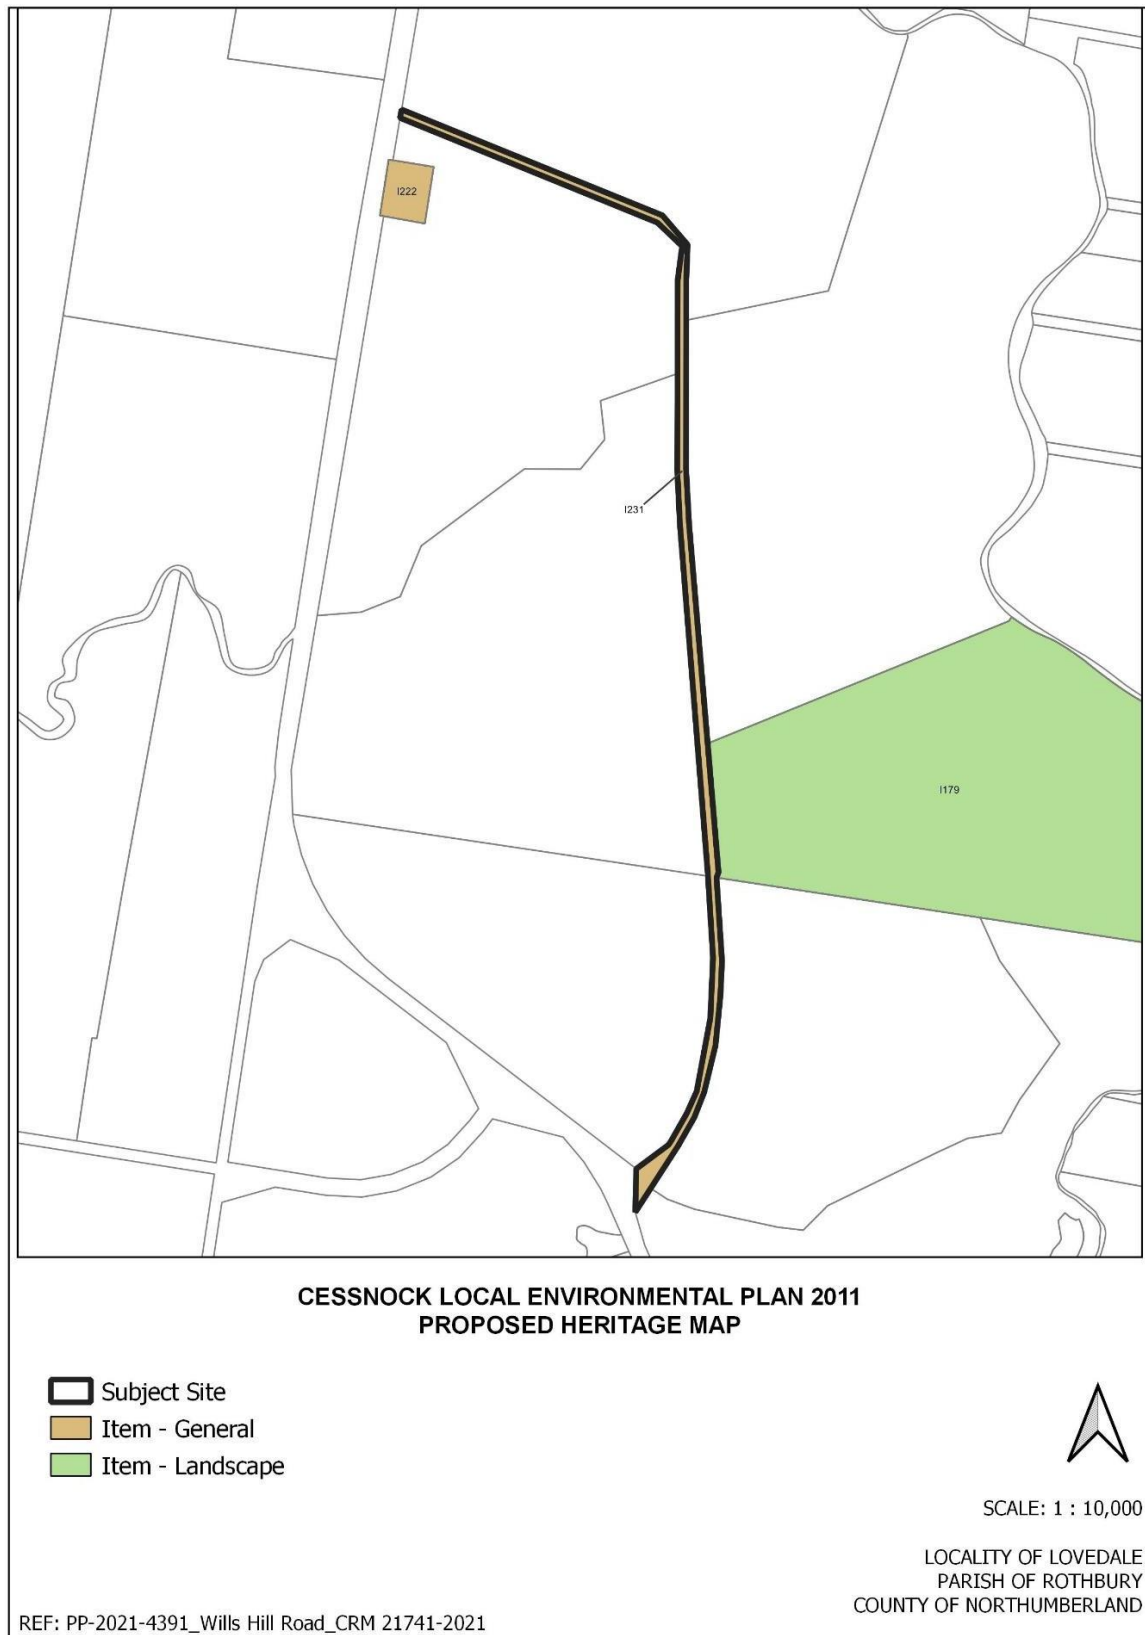 I222
I231
I179
CESSNOCK LOCAL ENVIRONMENTAL PLAN 2011
PROPOSED HERITAGE MAP
Subject Site
Item - General
Item - Landscape
SCALE: 1 : 10,000
LOCALITY OF LOVEDALE
PARISH OF ROTHBURY
COUNTY OF NORTHUMBERLAND
REF: PP-2021-4391_Wills Hill Road_CRM 21741-2021